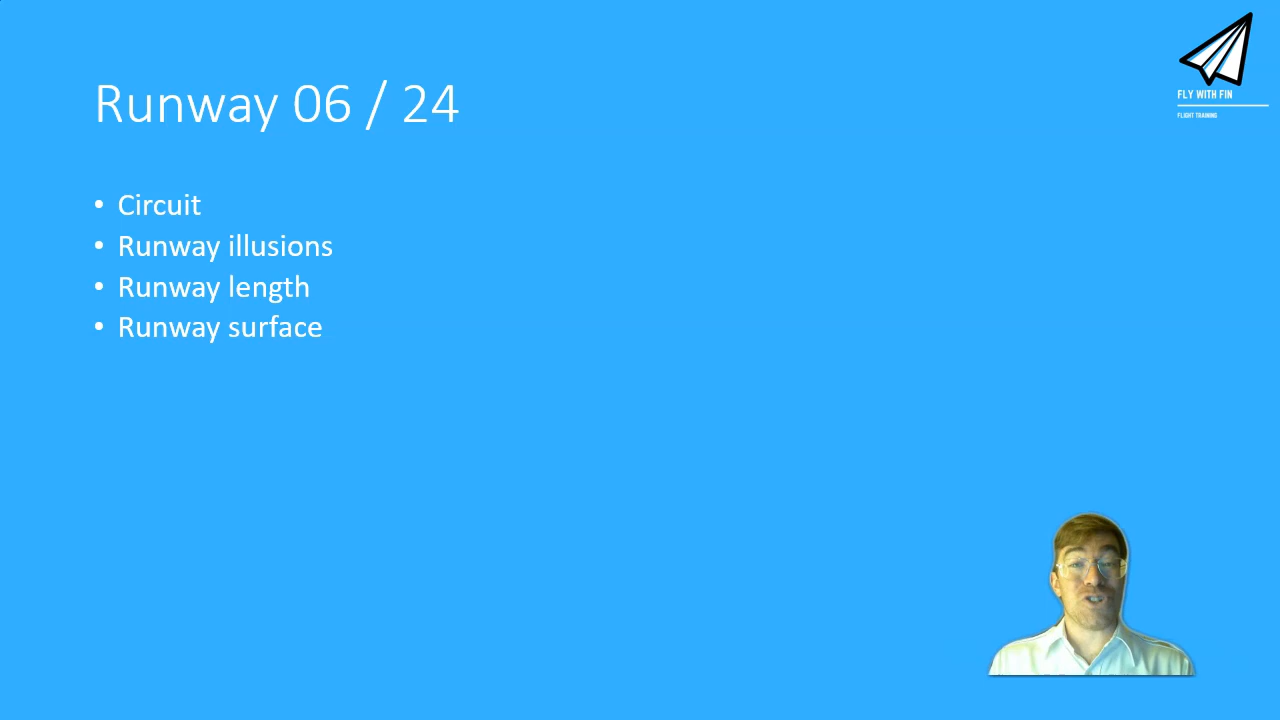 Runway 06 / 24
FLY WITH FIN
FLIGHT TRAINING
• Circuit
• Runway illusions
• Runway length
• Runway surface